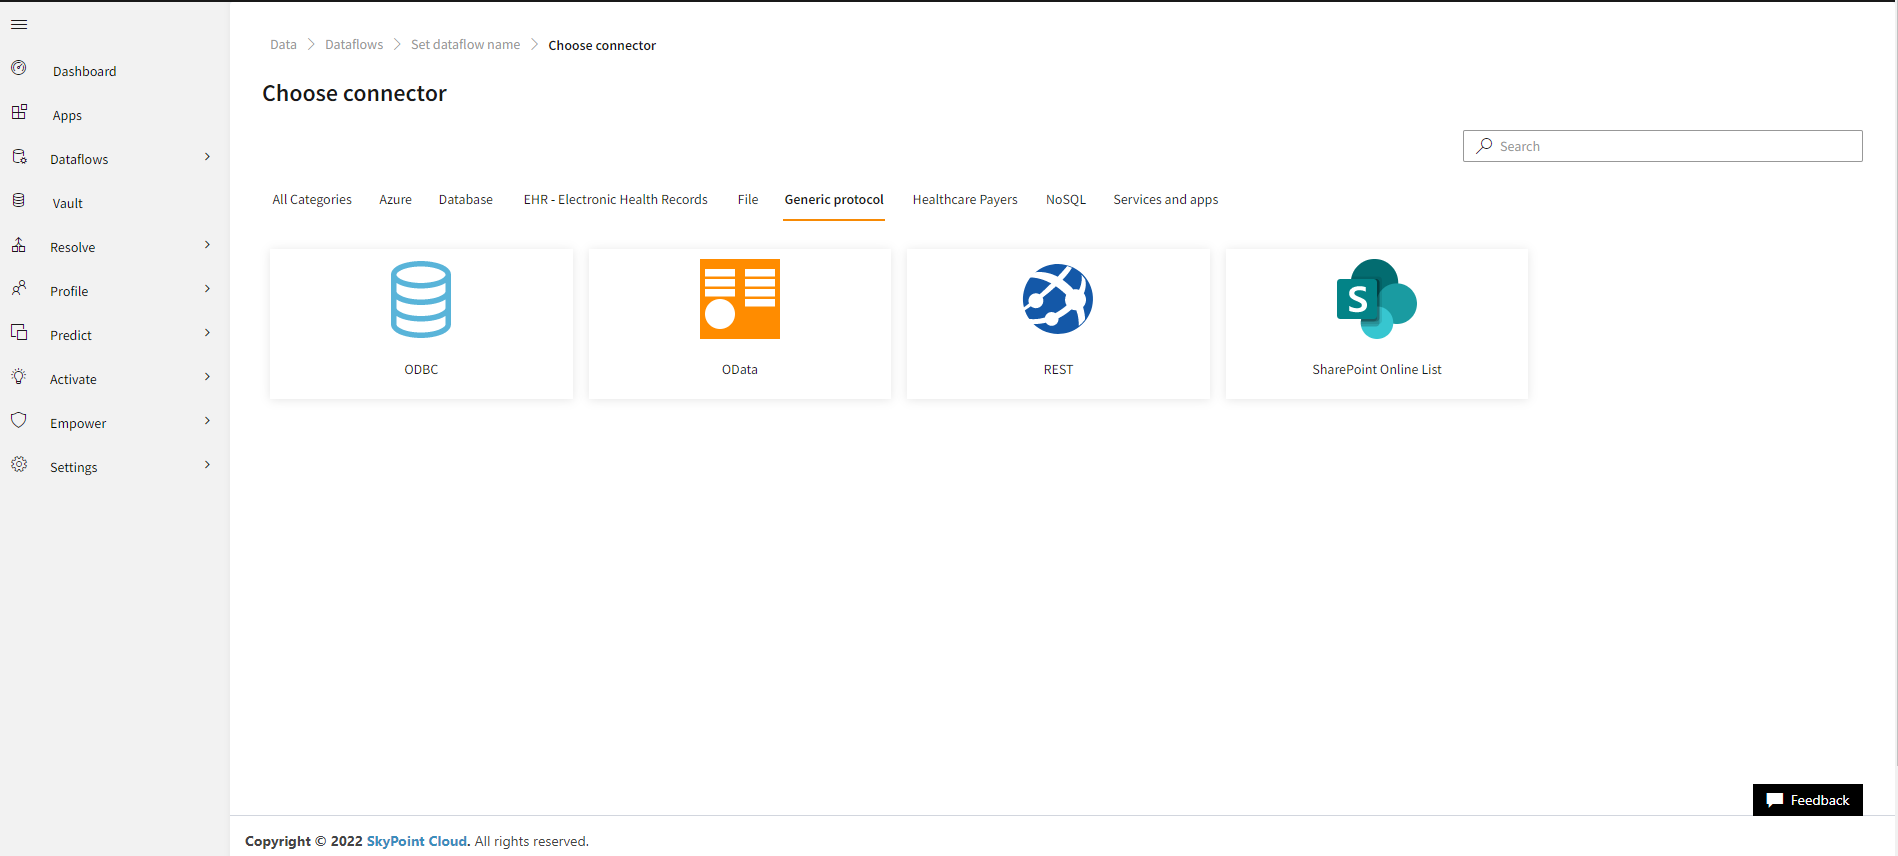 Data > Dataflows > Set dataflow name > Choose connector
Choose connector
Search
Dashboard
Apps
Dataflows
Vault
Resolve
Profile
Predict
Activate
Empower
Settings
All Categories Azure Database EHR - Electronic Health Records File Generic protocol Healthcare Payers NoSQL Services and apps
ODBC
OData
REST
S
SharePoint Online List
Feedback
Copyright © 2022 SkyPoint Cloud. All rights reserved.